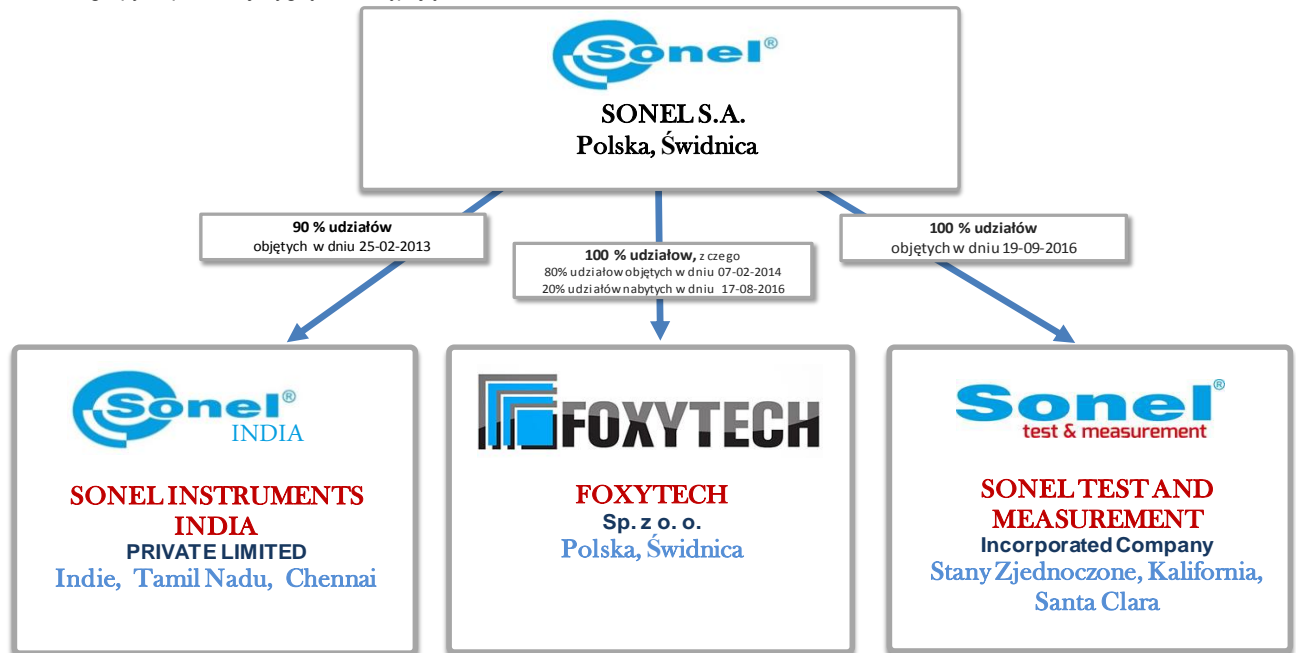 Sonel®
SONEL S.A.
Polska, Świdnica
90 % udziałów
objętych w dniu 25-02-2013
100 % udziałów, z czego
80% udziałow objętych w dniu 07-02-2014
20% udziałów nabytych w dniu 17-08-2016
100 % udziałów
objętych w dniu 19-09-2016
Sonel®
INDIA
SONEL INSTRUMENTS
INDIA
PRIVATE LIMITED
Indie, Tamil Nadu, Chennai
FOXYTECH
FOXYTECH
Sp. z o. o.
Polska, Świdnica
Sonel®
test & measurement
SONEL TEST AND
MEASUREMENT
Incorporated Company
Stany Zjednoczone, Kalifornia,
Santa Clara